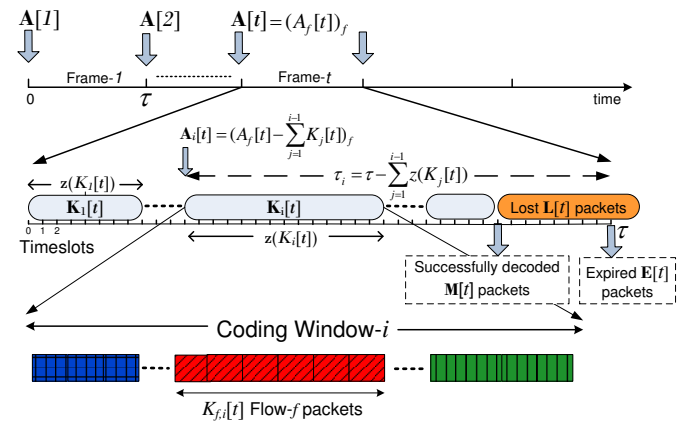 A[1]
A[2]
A[t]=(A_f[t])_f
Frame-1
Frame-t
0
τ
time
A_i[t]=(A_f[t]−∑_{j=1}^{i-1}K_j[t])_f
τ_i=τ−∑_{j=1}^{i-1}z(K_j[t])
z(K_1[t])
K_1[t]
K_i[t]
Lost L[t] packets
0 1 2
τ
Timeslots
z(K_i[t])
Successfully decoded
M[t] packets
Expired E[t]
packets
Coding Window-i
K_{f,i}[t] Flow-f packets